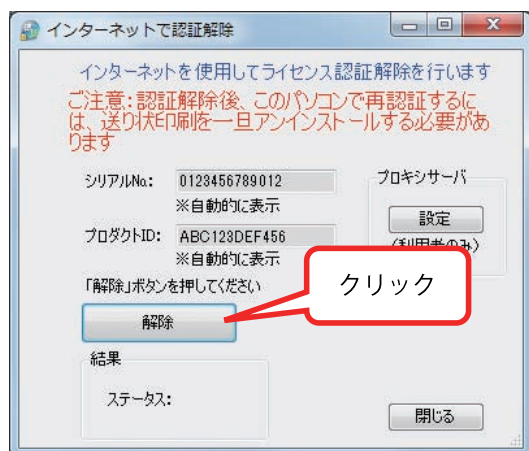 インターネットで認証解除
インターネットを使用してライセンス認証解除を行います
ご注意:認証解除後、このパソコンで再認証するに
は、送り状印刷を一旦アンインストールする必要があ
ります
シリアルNo: 0123456789012
※自動的に表示
プロダクトID: ABC123DEF456
※自動的に表示
プロキシサーバ
設定
(利用者のみ)
「解除」ボタンを押してください
クリック
解除
結果
ステータス:
閉じる